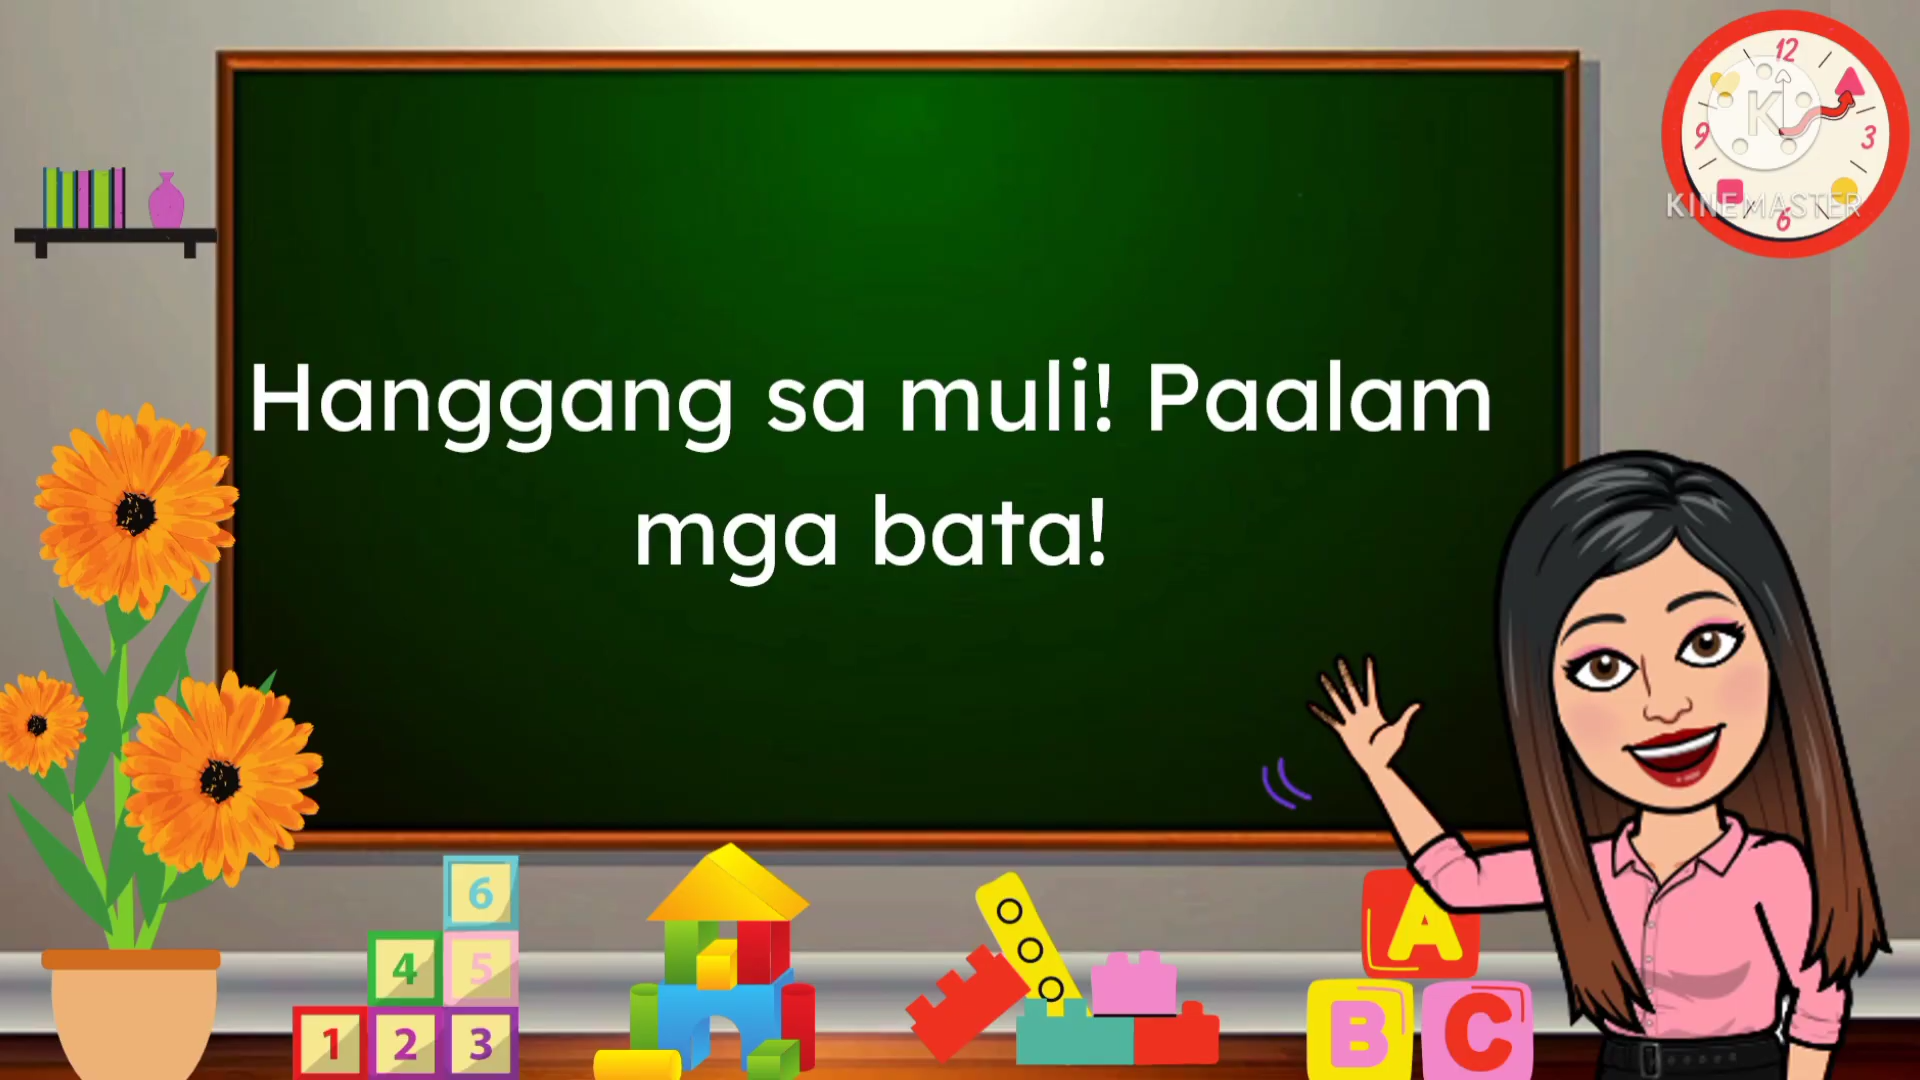 Hanggang sa muli! Paalam
mga bata!
12
3
6
9
K
KINEMASTER
6
4 5
1 2 3
A
B C